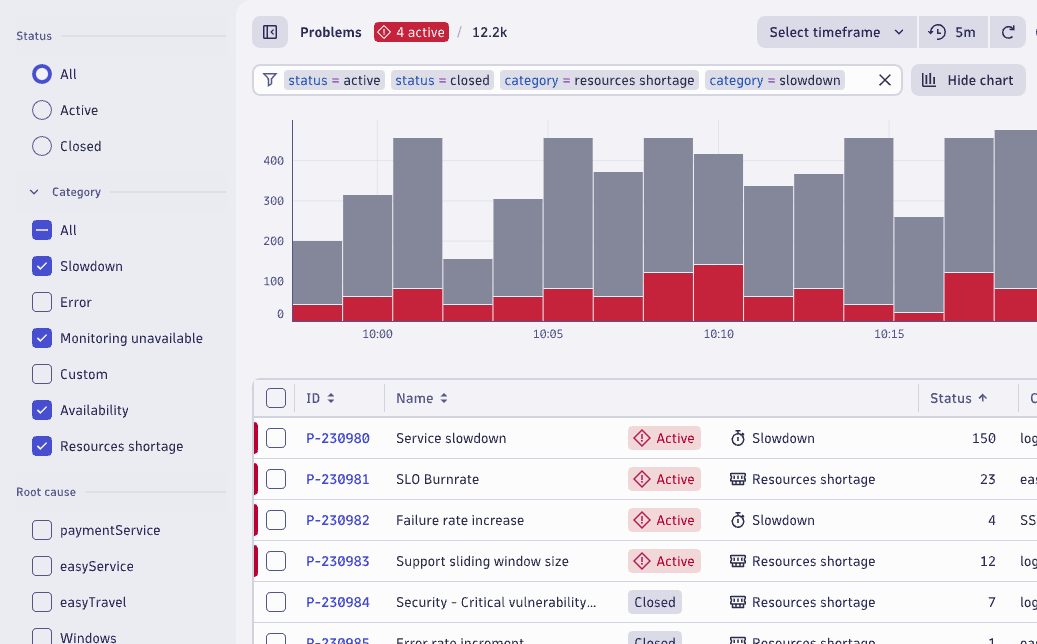 Status
All
Active
Closed
Category
All
Slowdown
Error
Monitoring unavailable
Custom
Availability
Resources shortage
Root cause
paymentService
easyService
easyTravel
Windows
Problems 4 active / 12.2k
Select timeframe 5m
status = active status = closed category = resources shortage category = slowdown
Hide chart
400
300
200
100
0
10:00 10:05 10:10 10:15
ID Name Status
P-230980 Service slowdown Active Slowdown 150 log
P-230981 SLO Burnrate Active Resources shortage 23 eas
P-230982 Failure rate increase Active Slowdown 4 SS
P-230983 Support sliding window size Active Resources shortage 12 log
P-230984 Security - Critical vulnerability... Closed Resources shortage 7 log
P-230985 Error rate increment Closed Resources shortage 1 eas